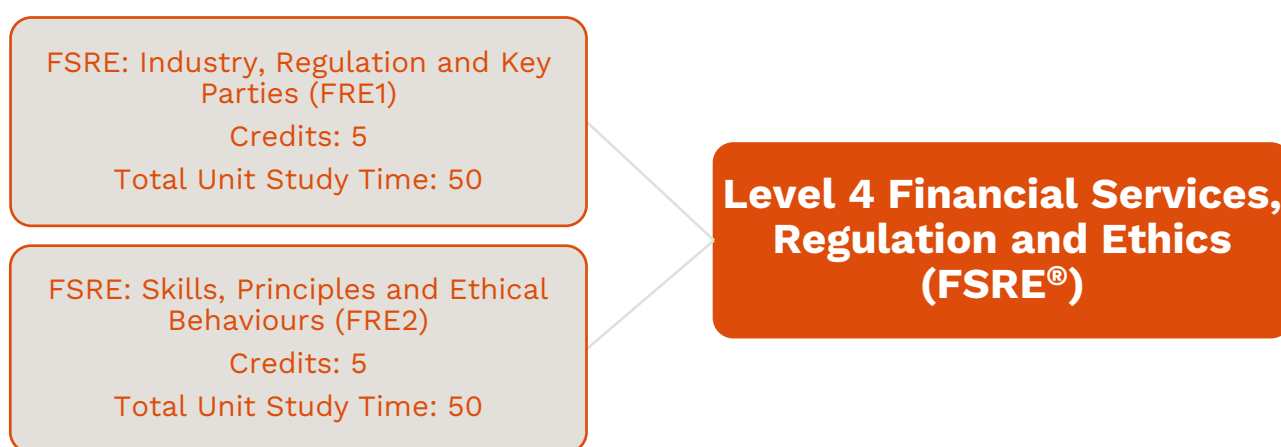 FSRE: Industry, Regulation and Key
Parties (FRE1)
Credits: 5
Total Unit Study Time: 50
FSRE: Skills, Principles and Ethical
Behaviours (FRE2)
Credits: 5
Total Unit Study Time: 50
Level 4 Financial Services,
Regulation and Ethics
(FSRE®)